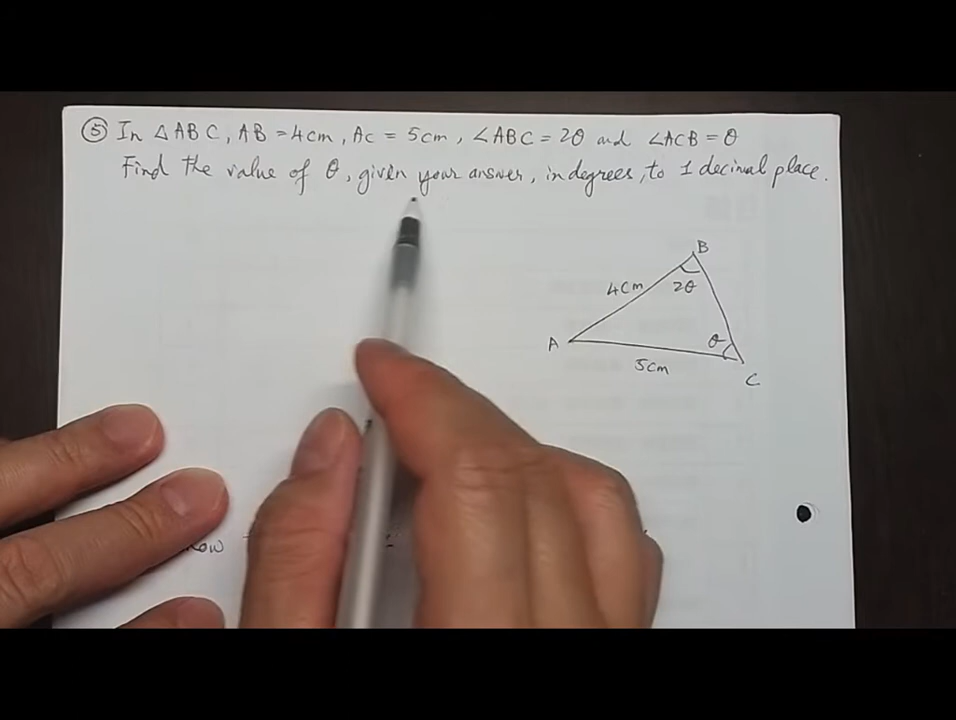 ⑤ In △ABC, AB = 4cm, AC = 5cm, ∠ABC = 2θ and ∠ACB = θ
Find the value of θ, given your answer, in degrees, to 1 decimal place.
B
4cm
2θ
A
θ
5cm
C